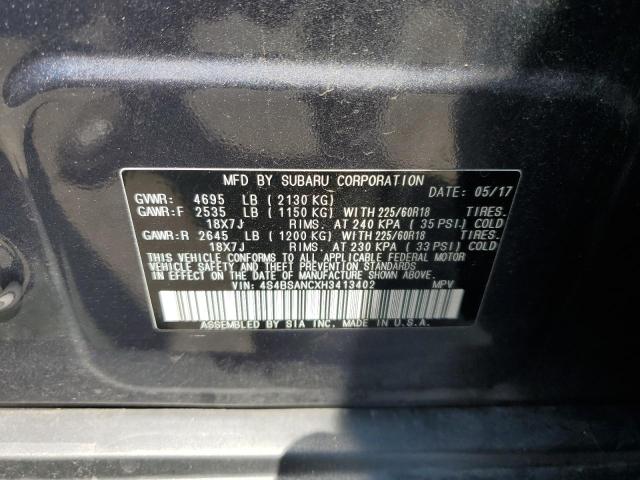 MFD BY SUBARU CORPORATION
DATE: 05/17
GVWR: 4695 LB ( 2130 KG)
GAWR:F 2535 LB ( 1150 KG) WITH 225/60R18 TIRES.
18X7J RIMS. AT 240 KPA ( 35 PSI) COLD
GAWR:R 2645 LB ( 1200 KG) WITH 225/60R18 TIRES.
18X7J RIMS. AT 230 KPA ( 33 PSI) COLD
THIS VEHICLE CONFORMS TO ALL APPLICABLE FEDERAL MOTOR
VEHICLE SAFETY AND THEFT PREVENTION STANDARDS IN
EFFECT ON THE DATE OF MANUFACTURE SHOWN ABOVE.
VIN: 4S4BSANCXH3413402 MPV
ASSEMBLED BY SIA INC, MADE IN U.S.A.